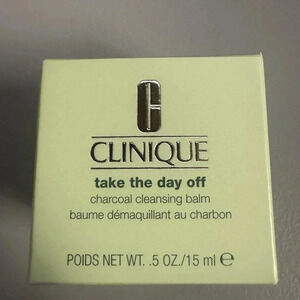 CLINIQUE
take the day off
charcoal cleansing balm
baume démaquillant au charbon
POIDS NET WT. .5 OZ./15 ml ℮